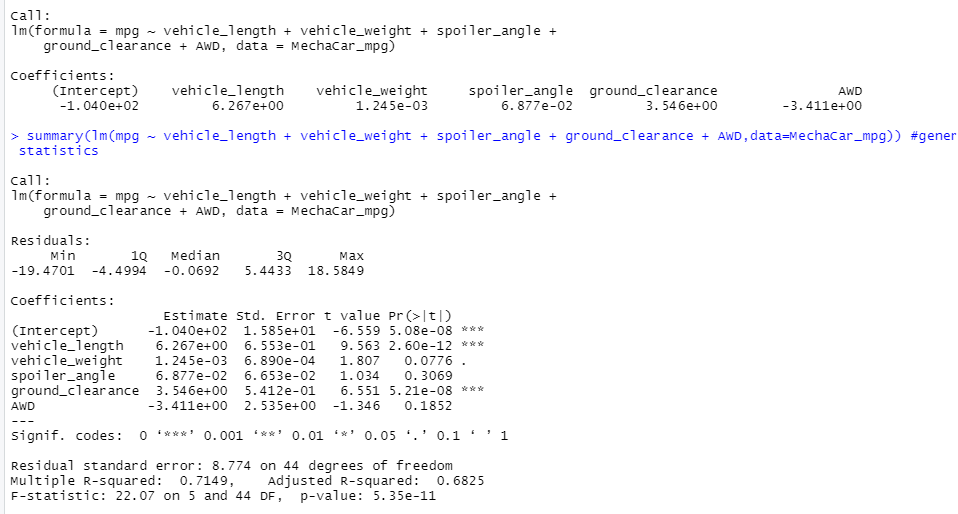 Call:
lm(formula = mpg ~ vehicle_length + vehicle_weight + spoiler_angle +
    ground_clearance + AWD, data = MechaCar_mpg)

Coefficients:
     (Intercept)    vehicle_length    vehicle_weight     spoiler_angle  ground_clearance               AWD
      -1.040e+02         6.267e+00         1.245e-03         6.877e-02         3.546e+00        -3.411e+00

> summary(lm(mpg ~ vehicle_length + vehicle_weight + spoiler_angle + ground_clearance + AWD,data=MechaCar_mpg)) #gener
 statistics

Call:
lm(formula = mpg ~ vehicle_length + vehicle_weight + spoiler_angle +
    ground_clearance + AWD, data = MechaCar_mpg)

Residuals:
     Min       1Q   Median       3Q      Max
-19.4701  -4.4994  -0.0692   5.4433  18.5849

Coefficients:
                   Estimate Std. Error t value Pr(>|t|)
(Intercept)      -1.040e+02  1.585e+01  -6.559 5.08e-08 ***
vehicle_length    6.267e+00  6.553e-01   9.563 2.60e-12 ***
vehicle_weight    1.245e-03  6.890e-04   1.807   0.0776 .
spoiler_angle     6.877e-02  6.653e-02   1.034   0.3069
ground_clearance  3.546e+00  5.412e-01   6.551 5.21e-08 ***
AWD              -3.411e+00  2.535e+00  -1.346   0.1852
---
Signif. codes:  0 ‘***’ 0.001 ‘**’ 0.01 ‘*’ 0.05 ‘.’ 0.1 ‘ ’ 1

Residual standard error: 8.774 on 44 degrees of freedom
Multiple R-squared:  0.7149,    Adjusted R-squared:  0.6825
F-statistic: 22.07 on 5 and 44 DF,  p-value: 5.35e-11